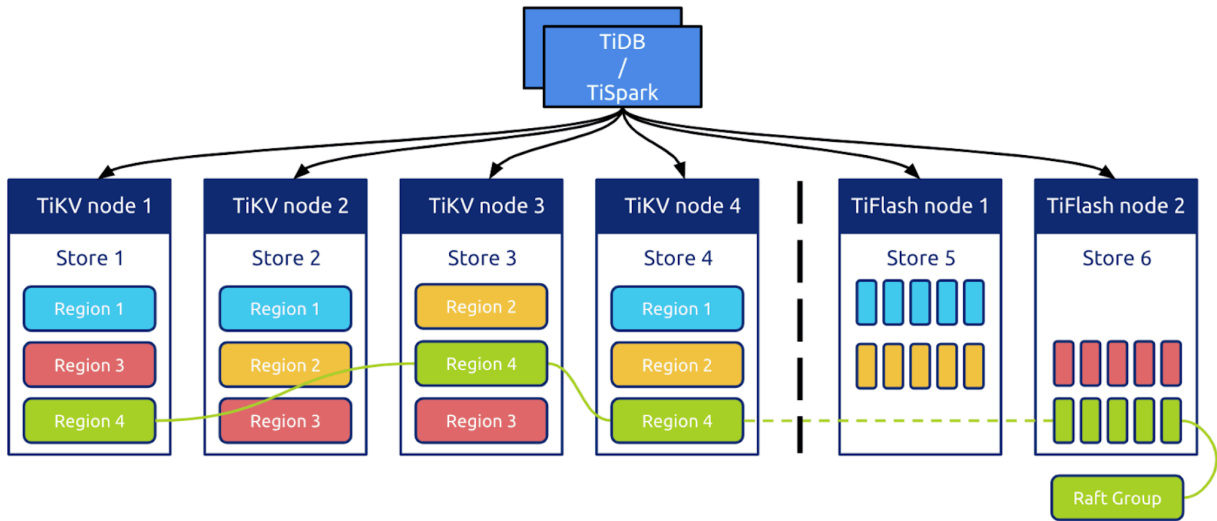 TiDB
/
TiSpark
TiKV node 1
Store 1
Region 1
Region 3
Region 4
TiKV node 2
Store 2
Region 1
Region 2
Region 3
TiKV node 3
Store 3
Region 2
Region 4
Region 3
TiKV node 4
Store 4
Region 1
Region 2
Region 4
TiFlash node 1
Store 5
TiFlash node 2
Store 6
Raft Group